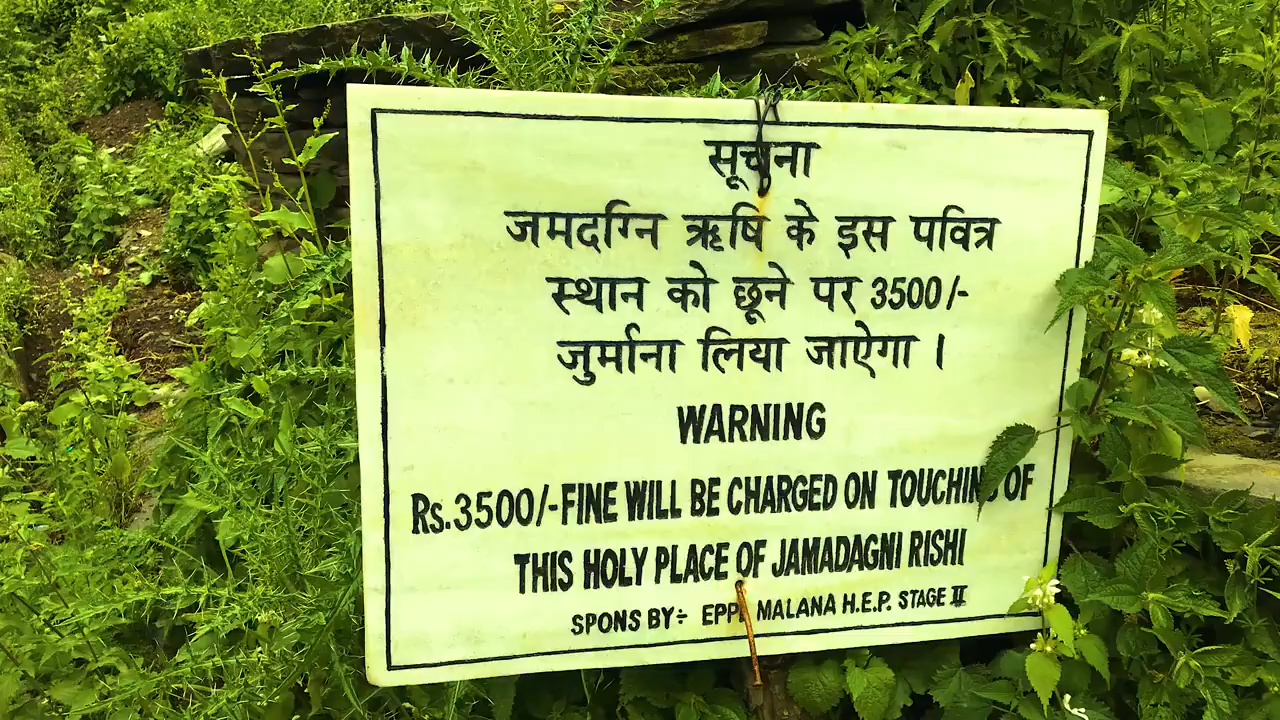 सूचना
जमदग्नि ऋषि के इस पवित्र
स्थान को छूने पर 3500/-
जुर्माना लिया जाऐगा ।
WARNING
Rs.3500/-FINE WILL BE CHARGED ON TOUCHING OF
THIS HOLY PLACE OF JAMADAGNI RISHI
SPONS BY÷ MALANA H.E.P. STAGE II